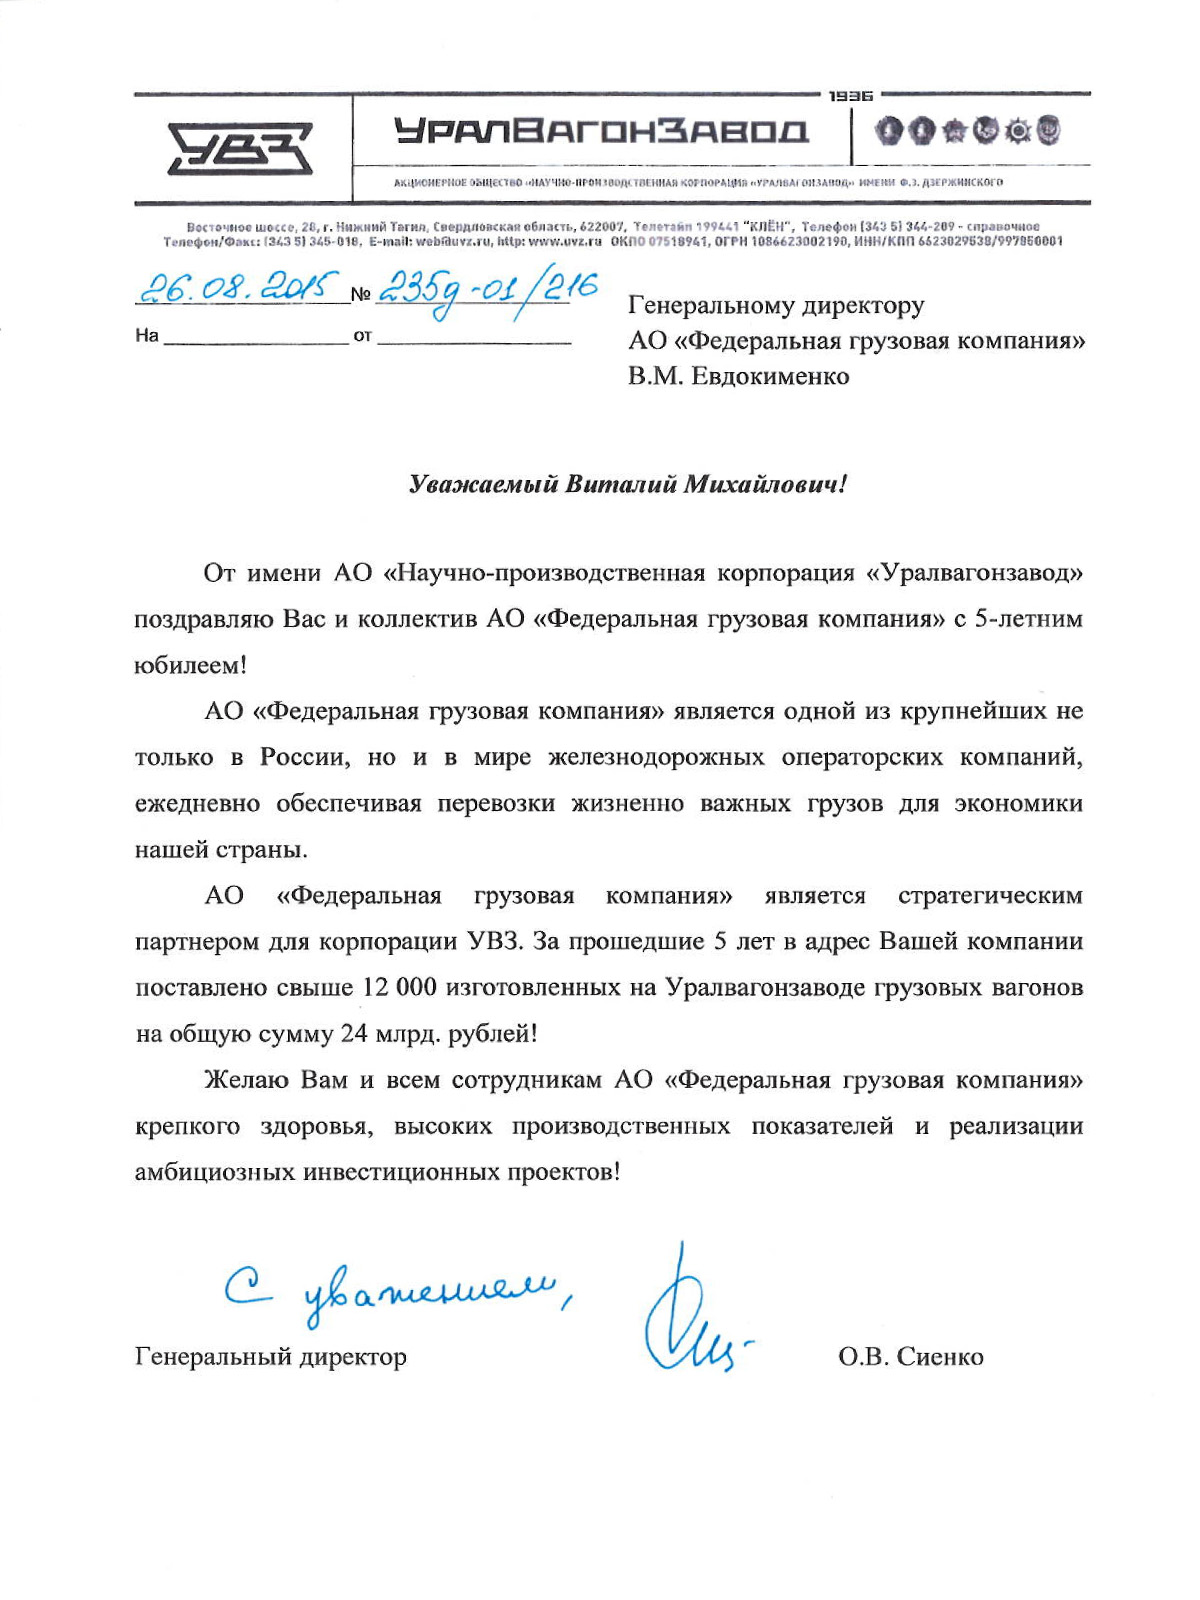 1936
УВЗ
УРАЛВАГОНЗАВОД
АКЦИОНЕРНОЕ ОБЩЕСТВО «НАУЧНО-ПРОИЗВОДСТВЕННАЯ КОРПОРАЦИЯ «УРАЛВАГОНЗАВОД» ИМЕНИ Ф.Э. ДЗЕРЖИНСКОГО
Восточное шоссе, 28, г. Нижний Тагил, Свердловская область, 622007, Телетайп 199441 "КЛЁН", Телефон (343 5) 344-209 - справочное
Телефон/Факс: (343 5) 345-018, E-mail: web@uvz.ru, http: www.uvz.ru ОКПО 07518941, ОГРН 1086623002190, ИНН/КПП 6623029538/997850001
26.08.2015 № 235д-01/216
На от
Генеральному директору
АО «Федеральная грузовая компания»
В.М. Евдокименко
Уважаемый Виталий Михайлович!
От имени АО «Научно-производственная корпорация «Уралвагонзавод»
поздравляю Вас и коллектив АО «Федеральная грузовая компания» с 5-летним
юбилеем!
АО «Федеральная грузовая компания» является одной из крупнейших не
только в России, но и в мире железнодорожных операторских компаний,
ежедневно обеспечивая перевозки жизненно важных грузов для экономики
нашей страны.
АО «Федеральная грузовая компания» является стратегическим
партнером для корпорации УВЗ. За прошедшие 5 лет в адрес Вашей компании
поставлено свыше 12 000 изготовленных на Уралвагонзаводе грузовых вагонов
на общую сумму 24 млрд. рублей!
Желаю Вам и всем сотрудникам АО «Федеральная грузовая компания»
крепкого здоровья, высоких производственных показателей и реализации
амбициозных инвестиционных проектов!
С уважением,
Генеральный директор О.В. Сиенко